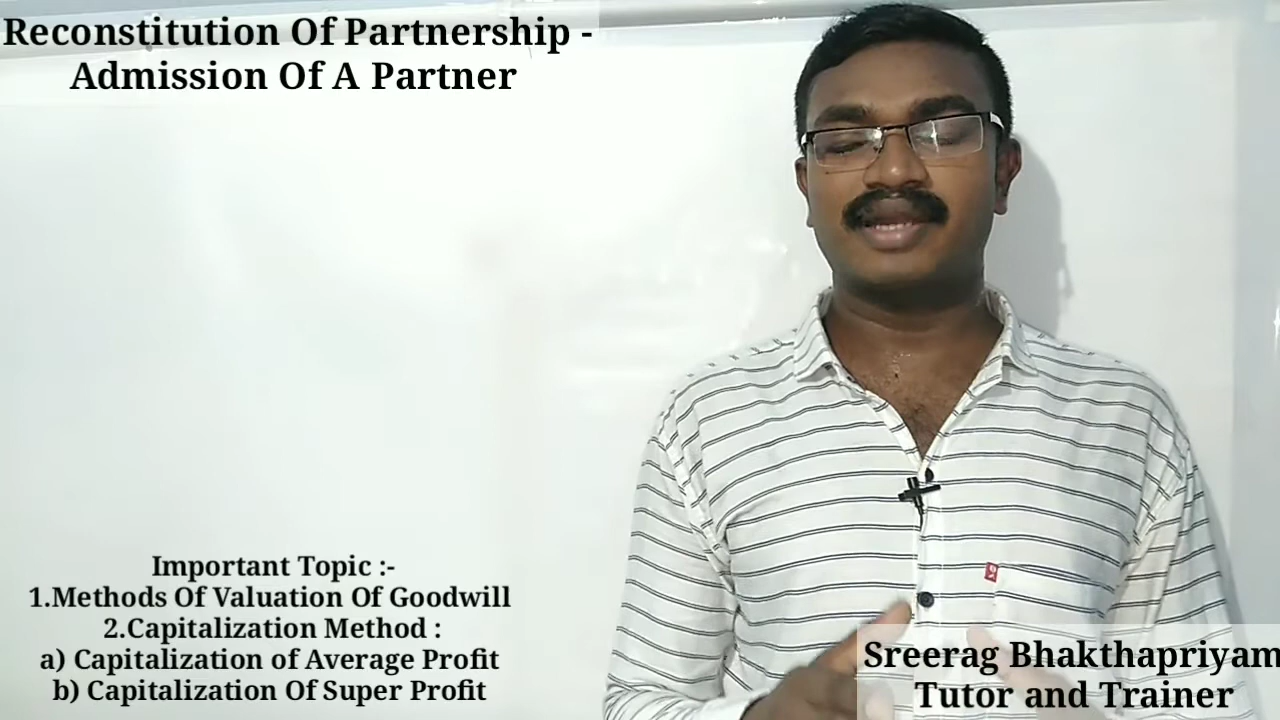 Reconstitution Of Partnership -
Admission Of A Partner
Important Topic :-
1.Methods Of Valuation Of Goodwill
2.Capitalization Method :
a) Capitalization of Average Profit
b) Capitalization Of Super Profit
Sreerag Bhakthapriyam
Tutor and Trainer